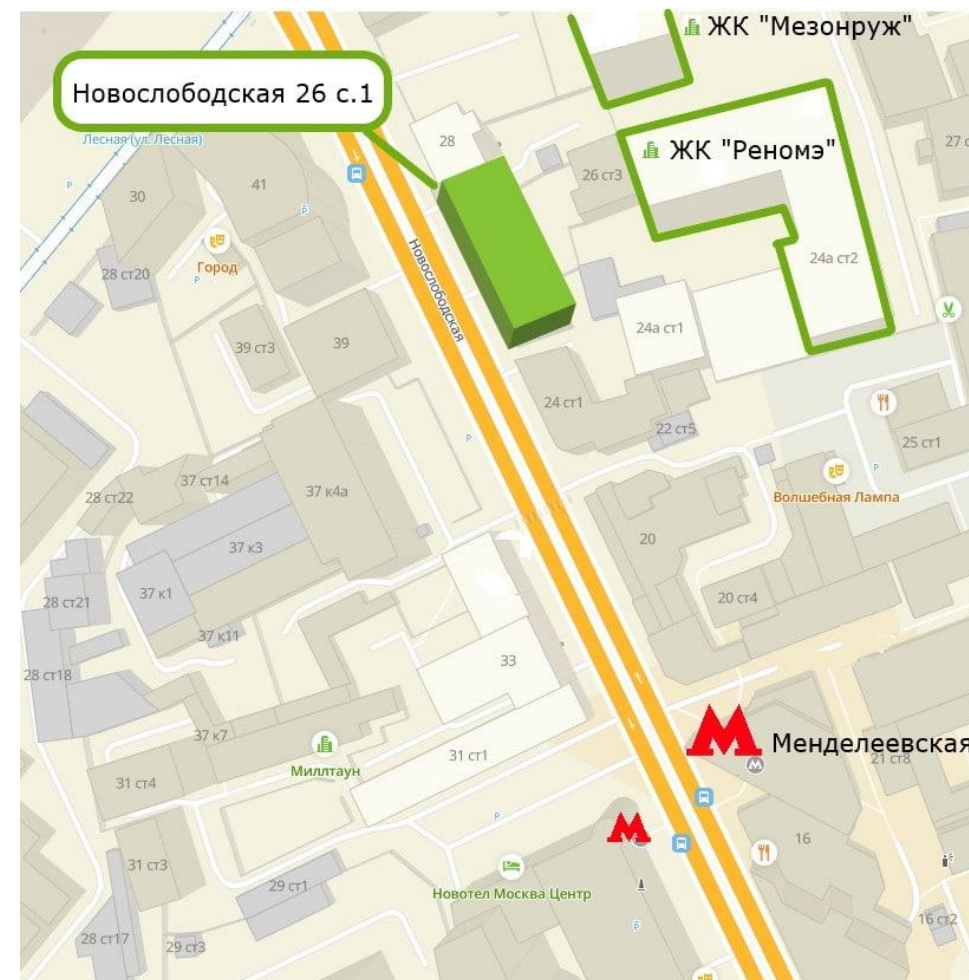 ЖК "Мезонруж"
Новослободская 26 с.1
Лесная (ул. Лесная)
28
ЖК "Реномэ"
27 с
P
30
41
26 ст3
P
Город
P
28 ст20
Новослободская
24а ст2
24а ст1
39 ст3
39
24 ст1
22 ст5
25 ст1
P
P
37 ст14
28 ст22
37 к4а
Волшебная Лампа
37 к3
20
37 к1
20 ст4
28 ст21
37 к11
33
28 ст18
37 к7
Менделеевская
31 ст1
21 ст8
Миллтаун
31 ст4
P
16
31 ст3
29 ст1
Новотел Москва Центр
16 ст2
28 ст17
29 ст3
P